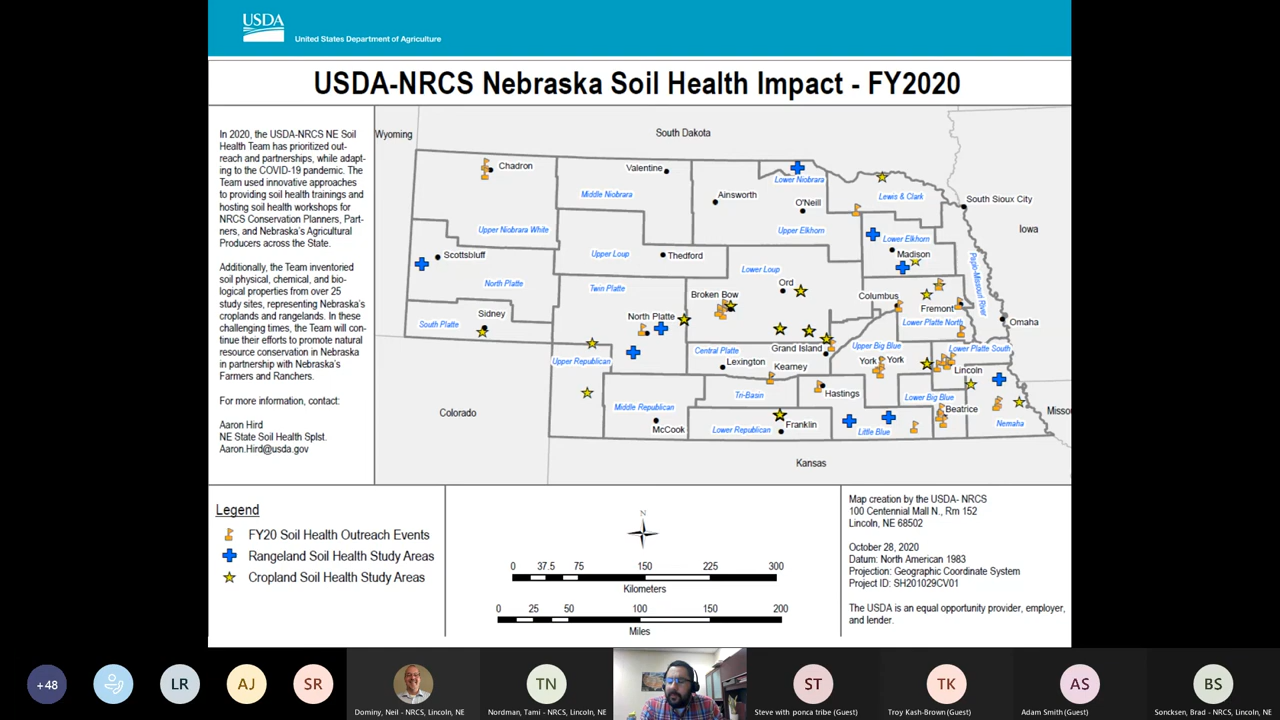 USDA
United States Department of Agriculture
USDA-NRCS Nebraska Soil Health Impact - FY2020
In 2020, the USDA-NRCS NE Soil
Health Team has prioritized out-
reach and partnerships, while adapt-
ing to the COVID-19 pandemic. The
Team used innovative approaches
to providing soil health trainings and
hosting soil health workshops for
NRCS Conservation Planners, Part-
ners, and Nebraska's Agricultural
Producers across the State.
Additionally, the Team inventoried
soil physical, chemical, and bio-
logical properties from over 25
study sites, representing Nebraska's
croplands and rangelands. In these
challenging times, the Team will con-
tinue their efforts to promote natural
resource conservation in Nebraska
in partnership with Nebraska's
Farmers and Ranchers.
For more information, contact:
Aaron Hird
NE State Soil Health Splst.
Aaron.Hird@usda.gov
Wyoming
South Dakota
Chadron
Valentine
Lower Niobrara
Middle Niobrara
Ainsworth
O'Neill
Lewis & Clark
South Sioux City
Upper Niobrara White
Upper Elkhorn
Iowa
Lower Elkhorn
Scottsbluff
Upper Loup
Thedford
Madison
Lower Loup
Papio-Missouri River
North Platte
Twin Platte
Ord
Broken Bow
Columbus
Fremont
Sidney
North Platte
South Platte
Lower Platte North
Omaha
Grand Island
Upper Big Blue
Lower Platte South
Central Platte
Upper Republican
Lexington
Kearney
York
York
Lincoln
Tri-Basin
Hastings
Lower Big Blue
Middle Republican
Beatrice
Misso
Colorado
McCook
Lower Republican
Franklin
Little Blue
Nemaha
Kansas
Legend
FY20 Soil Health Outreach Events
Rangeland Soil Health Study Areas
Cropland Soil Health Study Areas
N
0 37.5 75 150 225 300
Kilometers
0 25 50 100 150 200
Miles
Map creation by the USDA- NRCS
100 Centennial Mall N., Rm 152
Lincoln, NE 68502
October 28, 2020
Datum: North American 1983
Projection: Geographic Coordinate System
Project ID: SH201029CV01
The USDA is an equal opportunity provider, employer,
and lender.
+48
LR
AJ
SR
Dominy, Neil - NRCS, Lincoln, NE
TN
Nordman, Tami - NRCS, Lincoln, NE
ST
Steve with ponca tribe (Guest)
TK
Troy Kash-Brown (Guest)
AS
Adam Smith (Guest)
BS
Soncksen, Brad - NRCS, Lincoln, NE